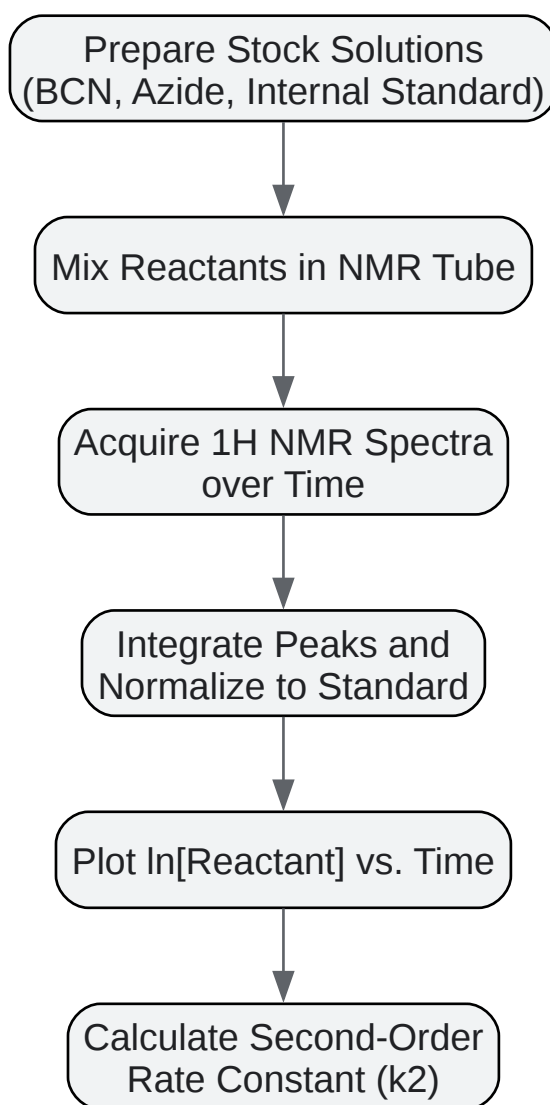 Prepare Stock Solutions
(BCN, Azide, Internal Standard)
Mix Reactants in NMR Tube
Acquire 1H NMR Spectra
over Time
Integrate Peaks and
Normalize to Standard
Plot ln[Reactant] vs. Time
Calculate Second-Order
Rate Constant (k2)